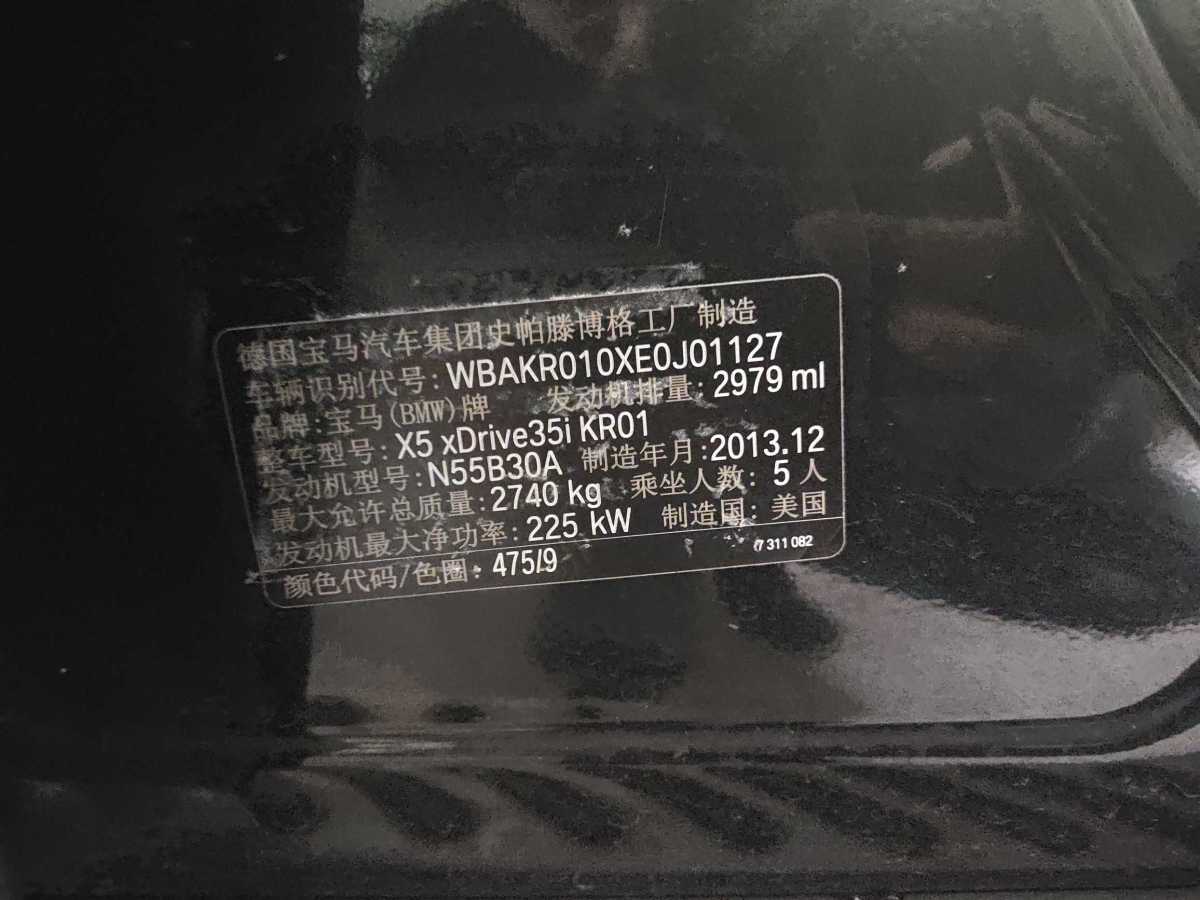 德国宝马汽车集团史帕滕博格工厂制造
车辆识别代号: WBAKR010XE0J01127
品牌:宝马(BMW)牌 发动机排量: 2979 ml
整车型号: X5 xDrive35i KR01
发动机型号: N55B30A 制造年月:2013.12
最大允许总质量: 2740 kg 乘坐人数: 5 人
发动机最大净功率: 225 kW 制造国: 美国
颜色代码/色圈: 475/9 7 311 082